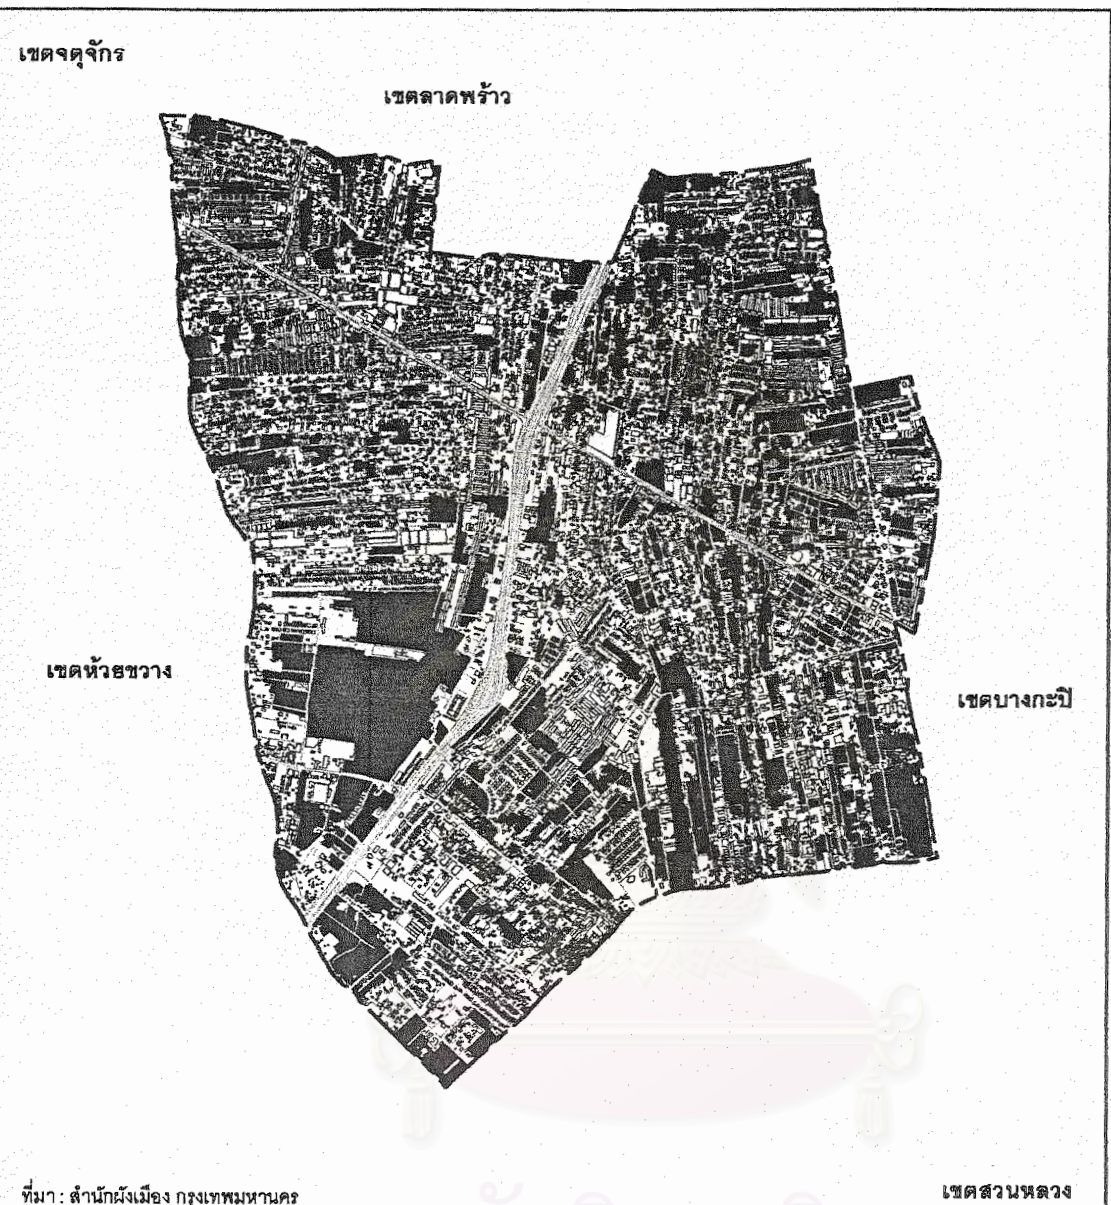 เขตจตุจักร
เขตลาดพร้าว
เขตห้วยขวาง
เขตบางกะปิ
ที่มา : สำนักผังเมือง กรุงเทพมหานคร
เขตสวนหลวง